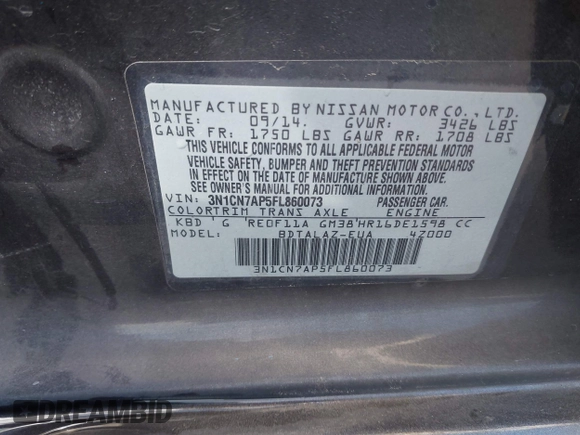 MANUFACTURED BY NISSAN MOTOR CO., LTD.
DATE: 09/14. GVWR: 3426 LBS
GAWR FR: 1750 LBS GAWR RR: 1708 LBS
THIS VEHICLE CONFORMS TO ALL APPLICABLE FEDERAL MOTOR
VEHICLE SAFETY, BUMPER AND THEFT PREVENTION STANDARDS
IN EFFECT ON THE DATE OF MANUFACTURE SHOWN ABOVE.
SEE OWNER'S MANUAL FOR ADDITIONAL INFORMATION.
VIN: 3N1CN7AP5FL860073 PASSENGER CAR.
COLOR TRIM TRANS AXLE ENGINE
KBD 'G 'RE0F11A GM38'HR16DE1598 CC
MODEL: BDTALAZ-EUA 4Z000
3N1CN7AP5FL860073
DREAMBID